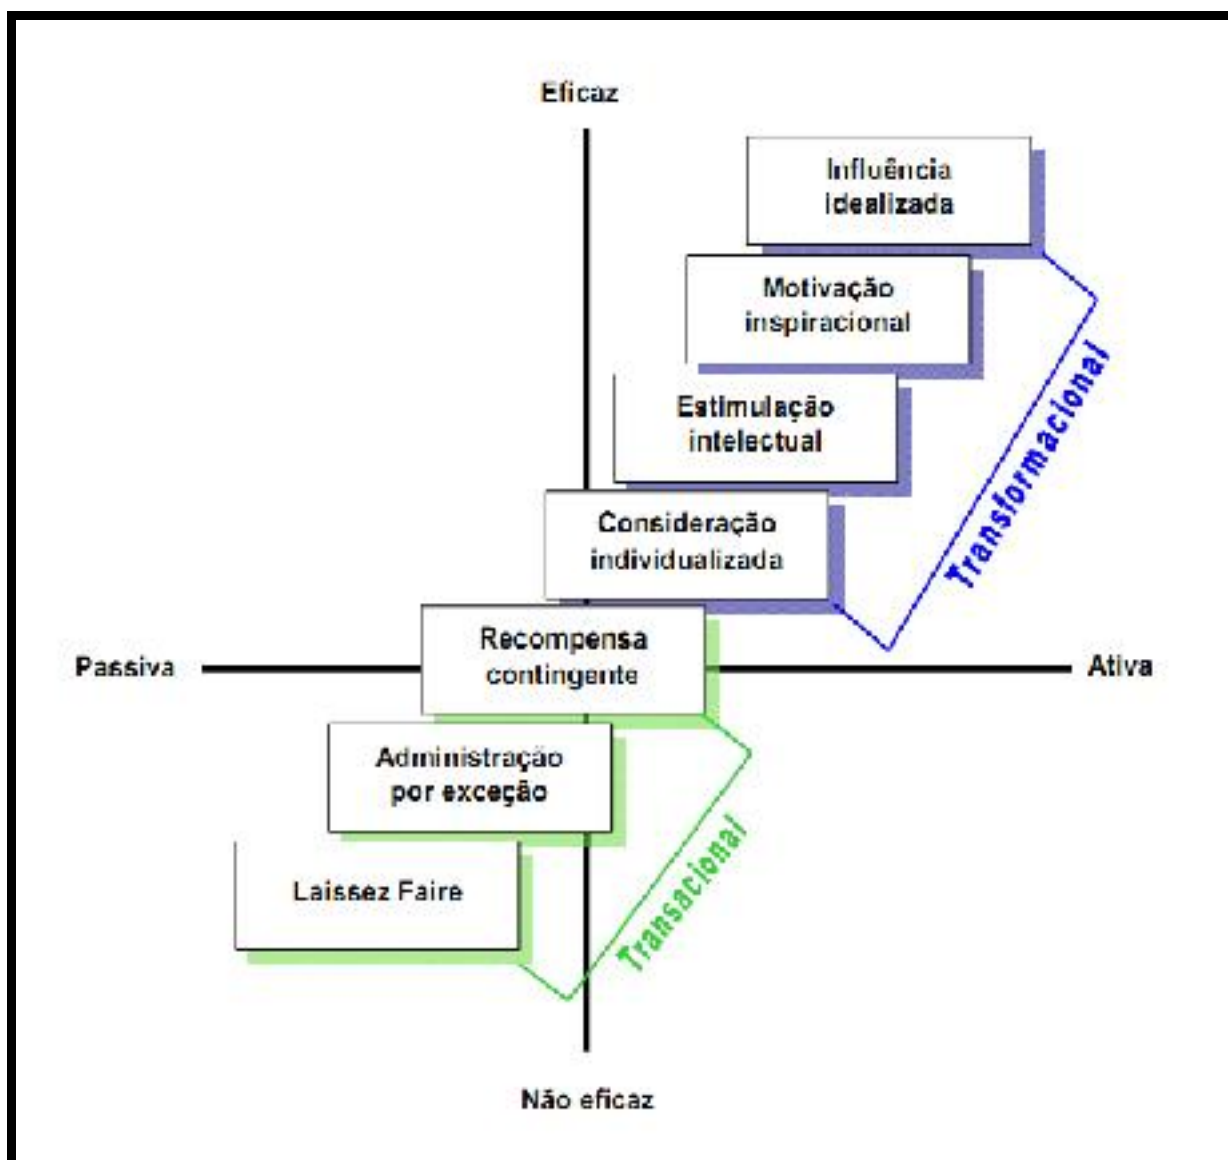 Eficaz
Influência
idealizada
Motivação
inspiracional
Estimulação
intelectual
Consideração
individualizada
Transformacional
Recompensa
contingente
Passiva
Ativa
Administração
por exceção
Laissez Faire
Transacional
Não eficaz